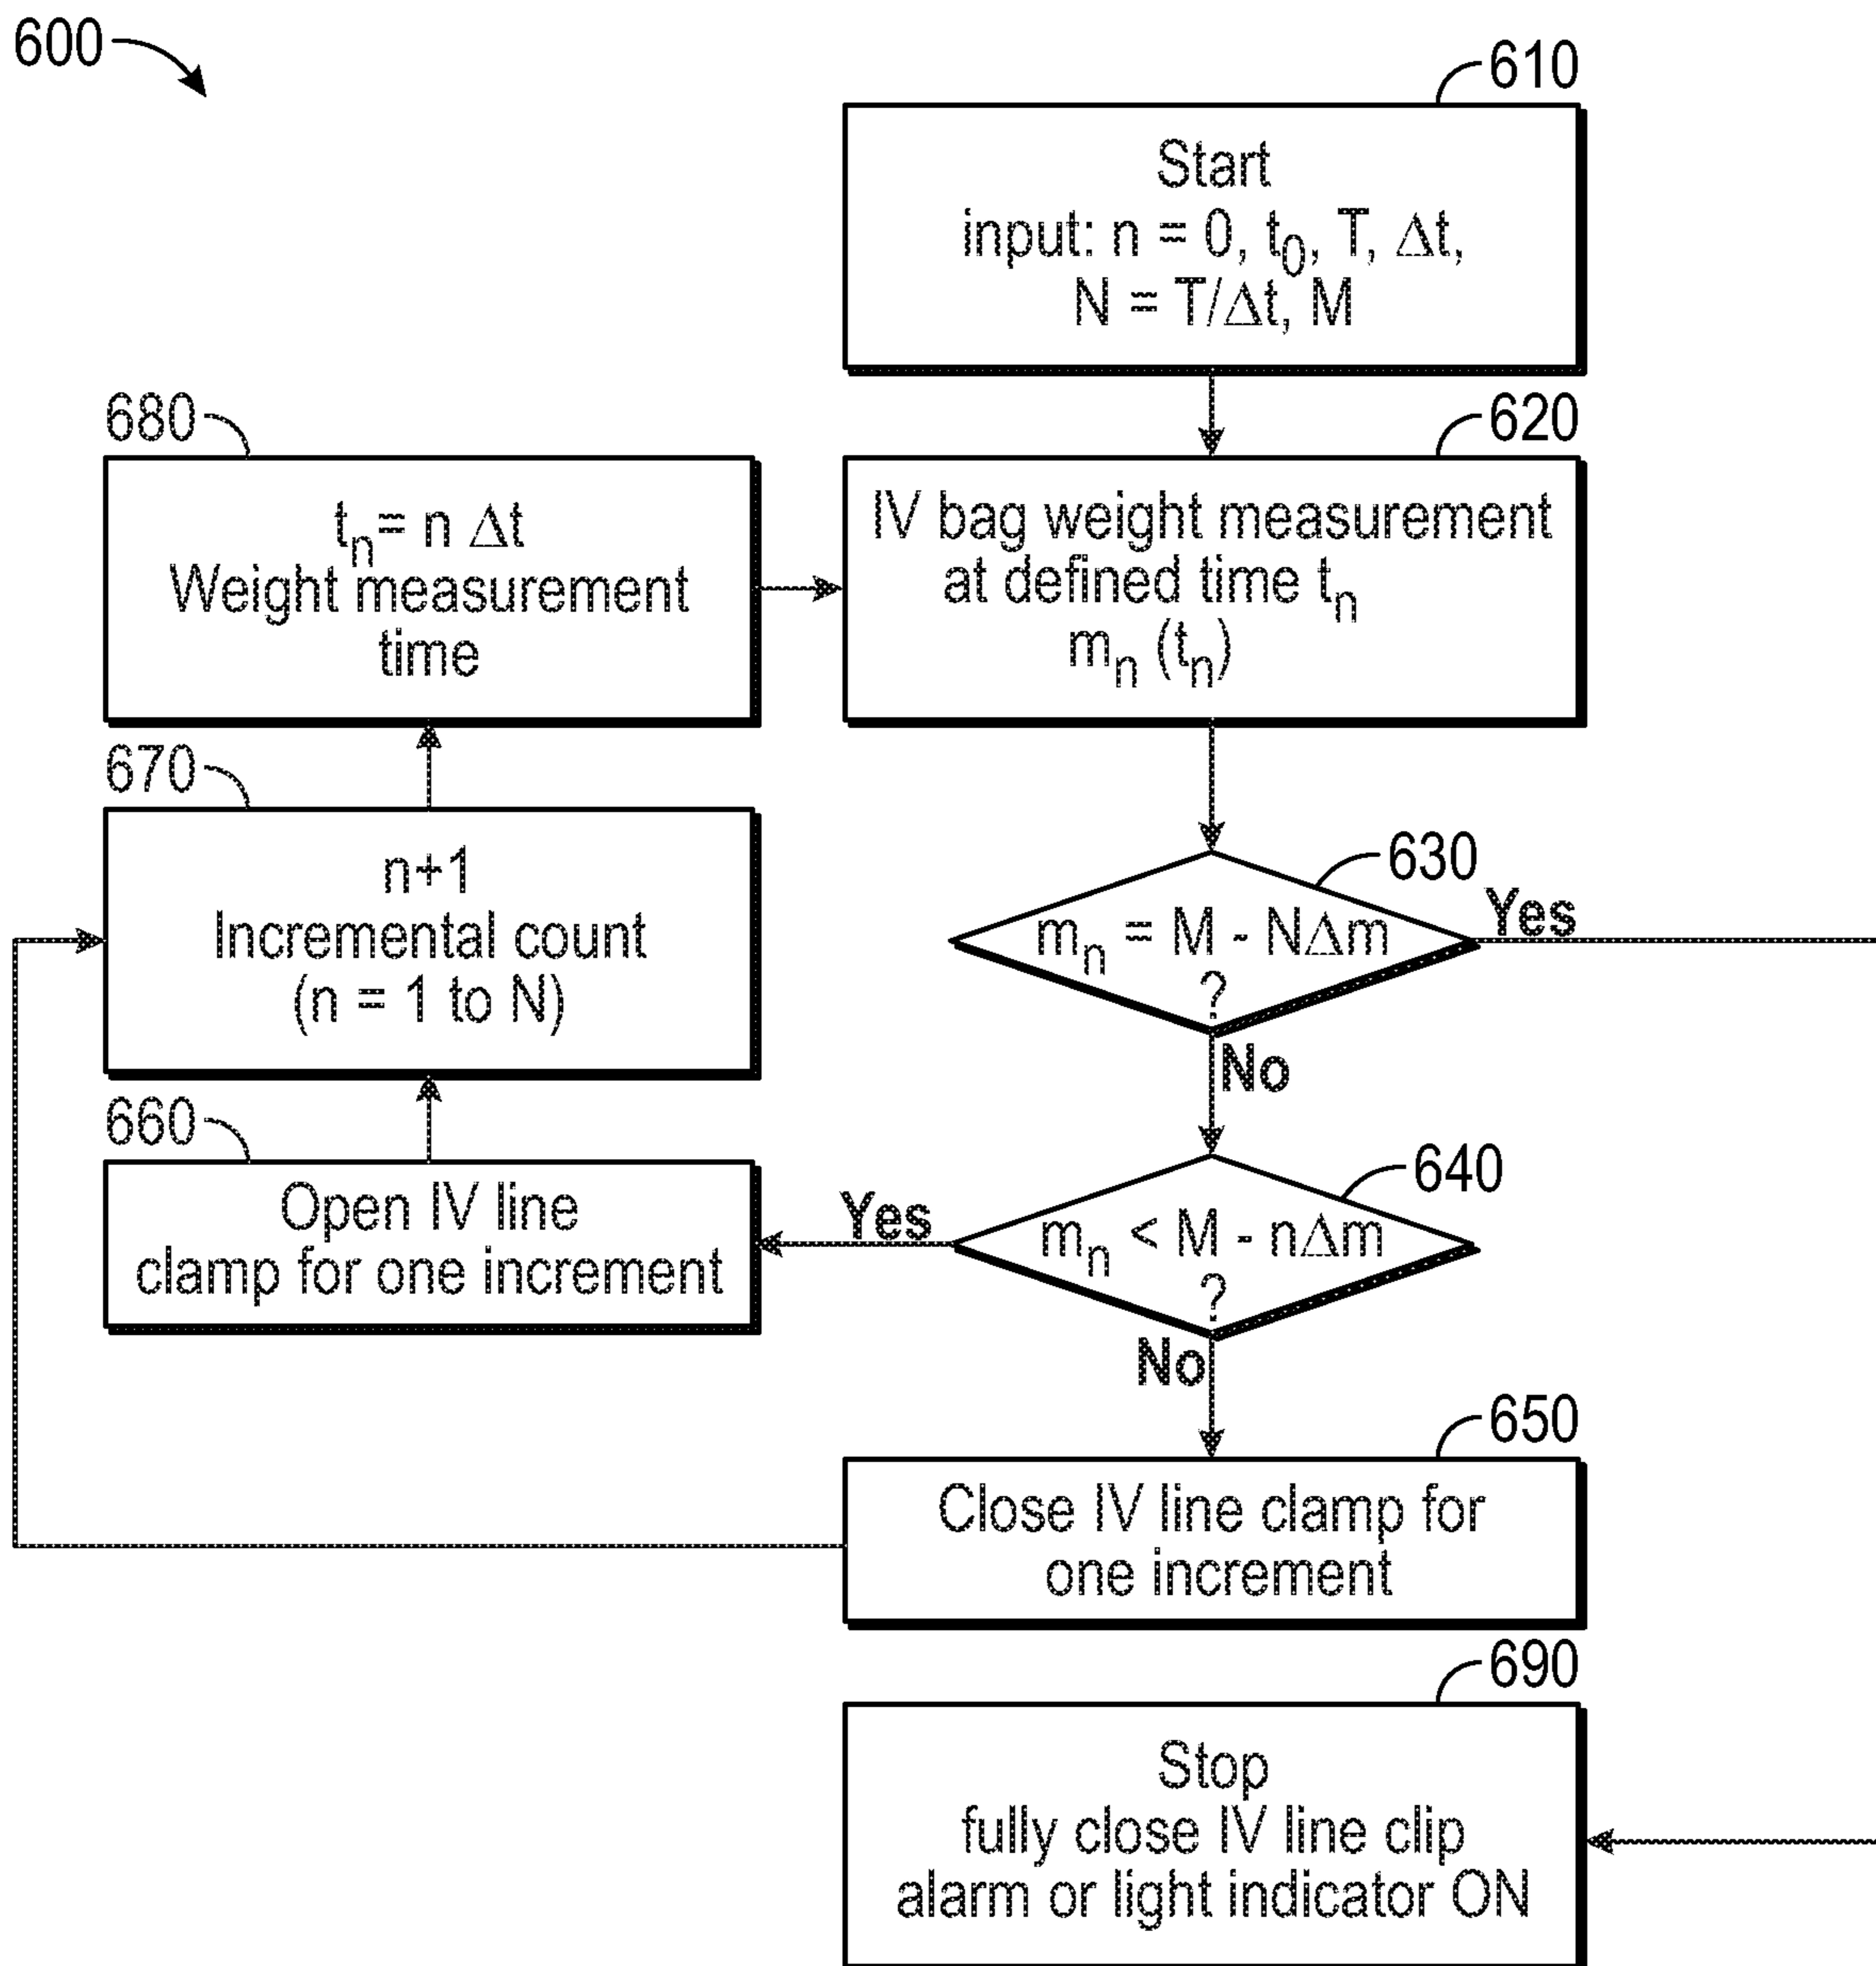 600
610
Start
input: n = 0, t₀, T, Δt,
N = T/Δt, M
680
tₙ = n Δt
Weight measurement
time
620
IV bag weight measurement
at defined time tₙ
mₙ (tₙ)
670
n+1
Incremental count
(n = 1 to N)
630
mₙ = M - NΔm
?
Yes
No
660
Open IV line
clamp for one increment
Yes
640
mₙ < M - nΔm
?
No
650
Close IV line clamp for
one increment
690
Stop
fully close IV line clip
alarm or light indicator ON